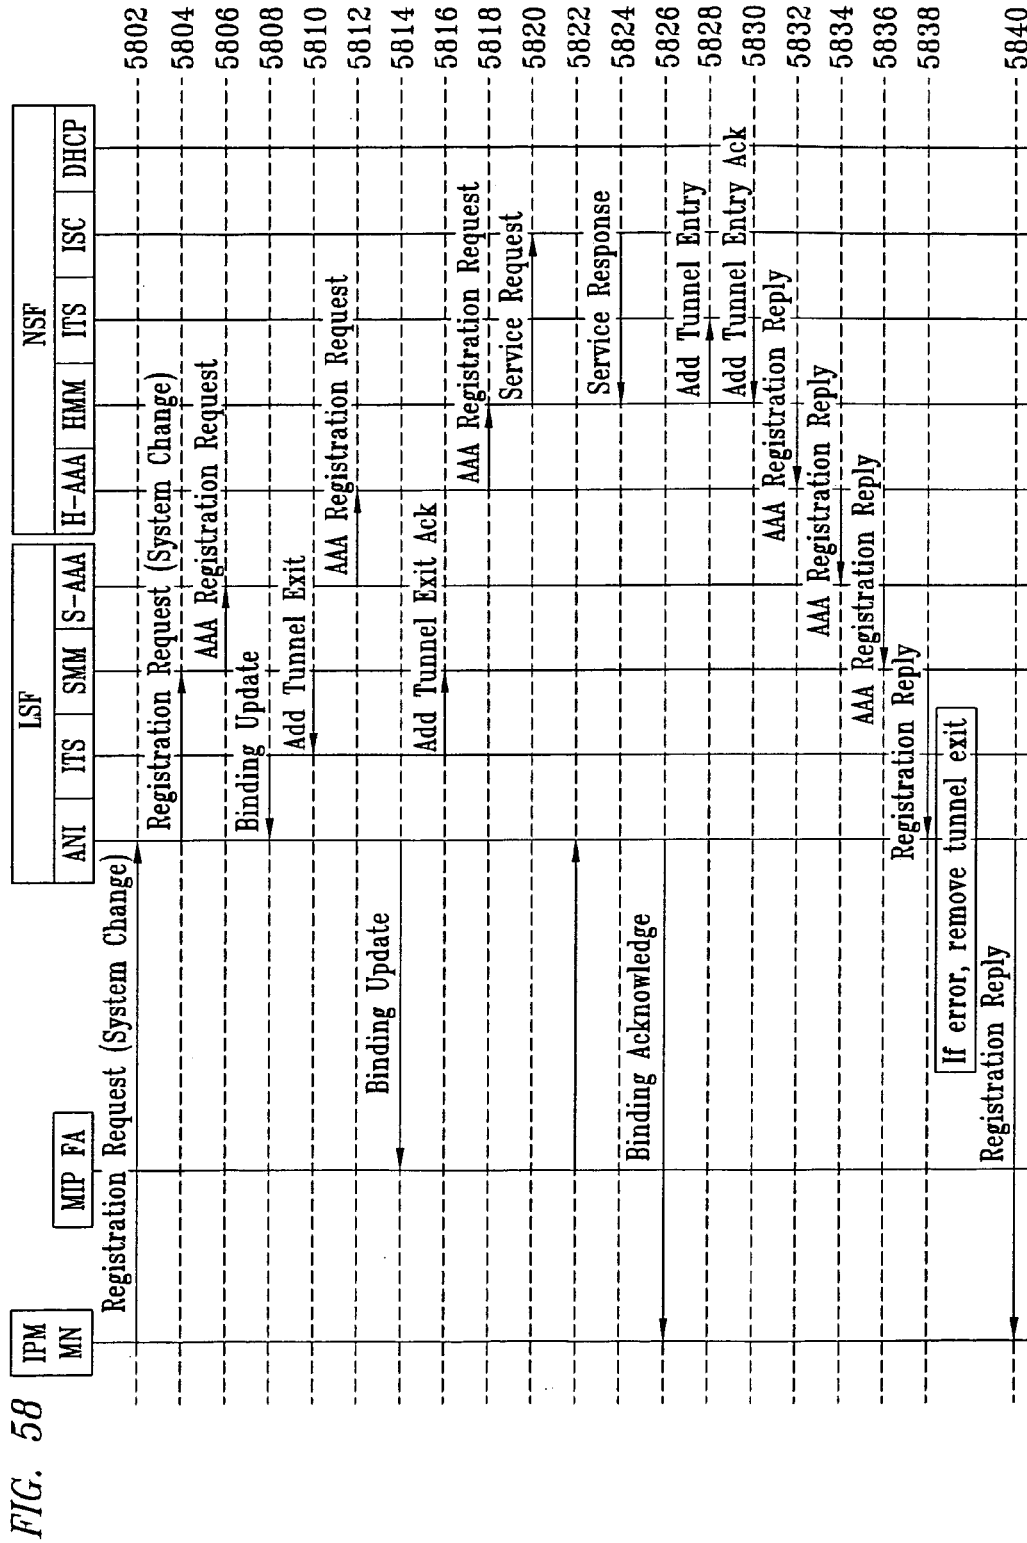 FIG. 58
IPM
MN
MIP FA
LSF
ANI
ITS
SMM
S-AAA
NSF
H-AAA
HMM
ITS
ISC
DHCP
Registration Request (System Change)
5802
Registration Request (System Change)
5804
AAA Registration Request
5806
Binding Update
5808
Add Tunnel Exit
5810
AAA Registration Request
5812
Binding Update
5814
Add Tunnel Exit Ack
5816
AAA Registration Request
5818
Service Request
5820
5822
Service Response
5824
Binding Acknowledge
5826
Add Tunnel Entry
5828
Add Tunnel Entry Ack
5830
AAA Registration Reply
5832
AAA Registration Reply
5834
AAA Registration Reply
5836
Registration Reply
5838
If error, remove tunnel exit
Registration Reply
5840